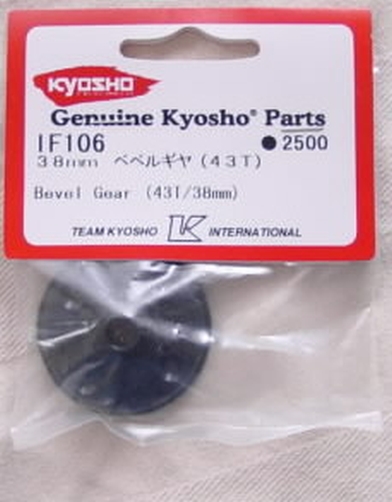 KYOSHO
Genuine Kyosho® Parts
IF106 ●2500
38mm ベベルギヤ(43T)
Bevel Gear (43T/38mm)
TEAM KYOSHO K INTERNATIONAL